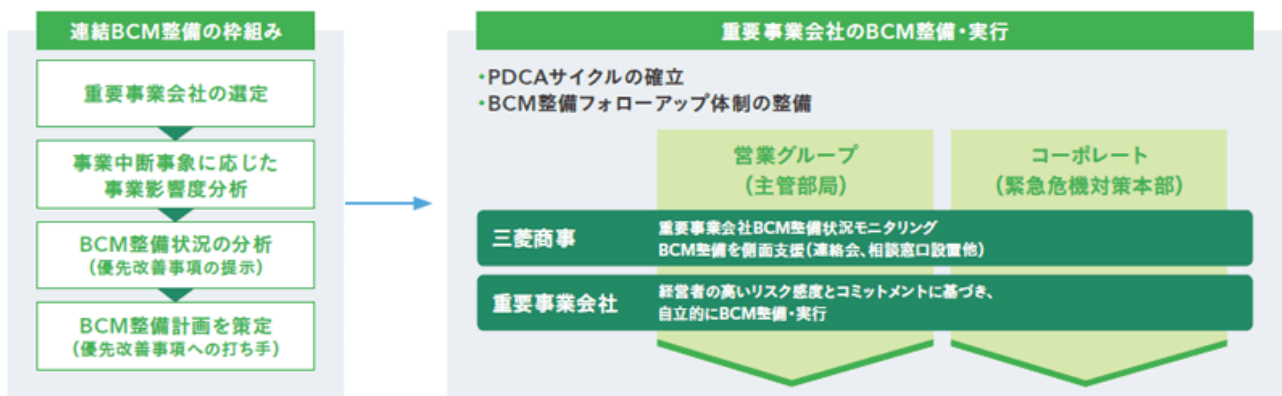 連結BCM整備の枠組み
重要事業会社の選定
事業中断事象に応じた
事業影響度分析
BCM整備状況の分析
(優先改善事項の提示)
BCM整備計画を策定
(優先改善事項への打ち手)
重要事業会社のBCM整備・実行
・PDCAサイクルの確立
・BCM整備フォローアップ体制の整備
営業グループ
(主管部局)
コーポレート
(緊急危機対策本部)
三菱商事
重要事業会社BCM整備状況モニタリング
BCM整備を側面支援(連絡会、相談窓口設置他)
重要事業会社
経営者の高いリスク感度とコミットメントに基づき、
自立的にBCM整備・実行